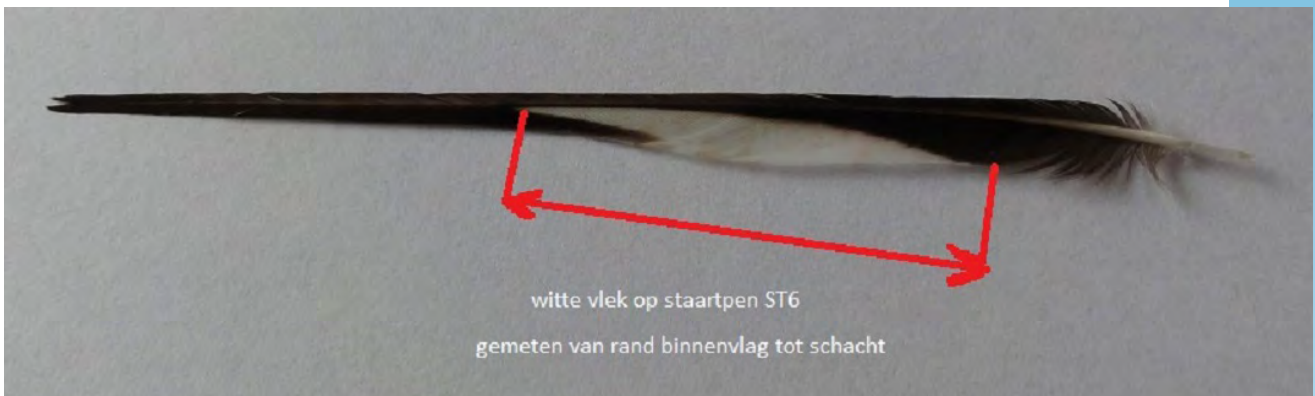 witte vlek op staartpen ST6
gemeten van rand binnenvlag tot schacht